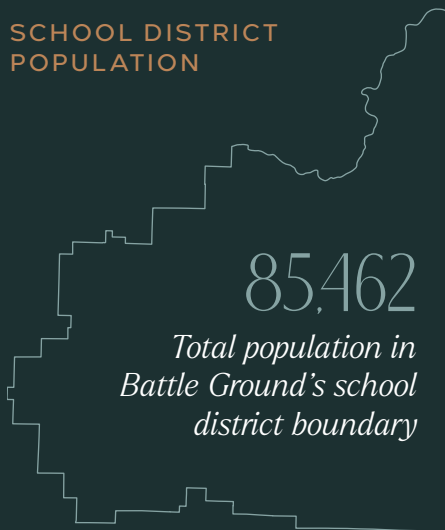 SCHOOL DISTRICT
POPULATION
85,462
Total population in
Battle Ground’s school
district boundary